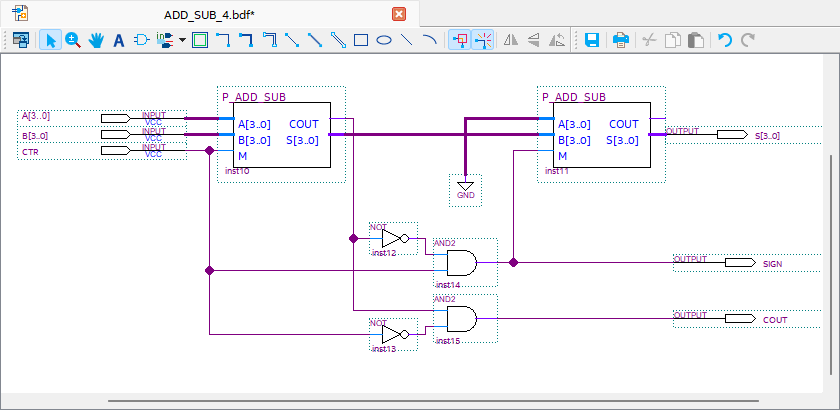 ADD_SUB_4.bdf*
A
in
P_ADD_SUB
A[3..0] COUT
B[3..0] S[3..0]
M
inst10
P_ADD_SUB
A[3..0] COUT
B[3..0] S[3..0]
M
inst11
A[3..0]
INPUT
VCC
B[3..0]
INPUT
VCC
CTR
INPUT
VCC
OUTPUT
S[3..0]
GND
NOT
inst12
AND2
inst14
OUTPUT
SIGN
AND2
inst15
OUTPUT
COUT
NOT
inst13